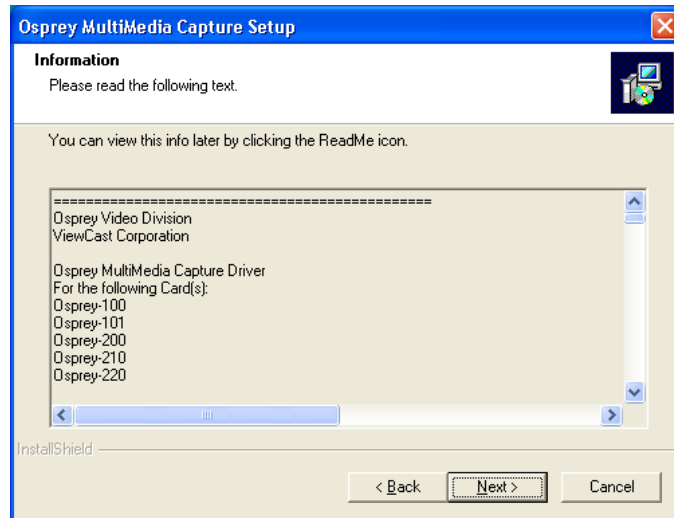 Osprey MultiMedia Capture Setup
Information
Please read the following text.
You can view this info later by clicking the ReadMe icon.
===============================================
Osprey Video Division
ViewCast Corporation
Osprey MultiMedia Capture Driver
For the following Card(s):
Osprey-100
Osprey-101
Osprey-200
Osprey-210
Osprey-220
InstallShield
< Back
Next >
Cancel